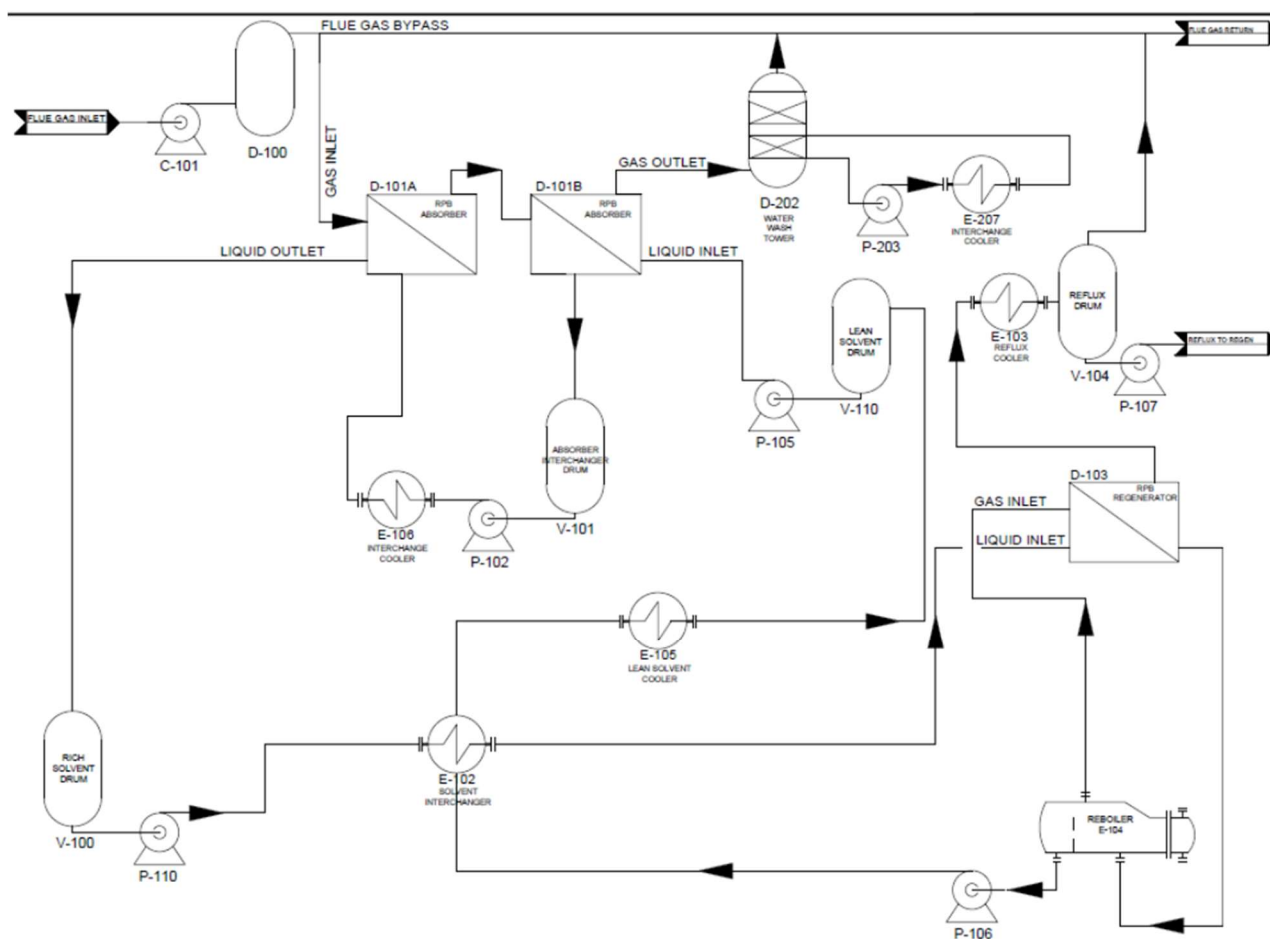 FLUE GAS BYPASS
FLUE GAS RETURN
FLUE GAS INLET
C-101
D-100
GAS INLET
D-101A
RPB
ABSORBER
D-101B
RPB
ABSORBER
GAS OUTLET
D-202
WATER
WASH
TOWER
P-203
E-207
INTERCHANGE
COOLER
LIQUID OUTLET
LIQUID INLET
LEAN
SOLVENT
DRUM
V-110
P-105
E-103
REFLUX
COOLER
REFLUX
DRUM
V-104
REFLUX TO REGEN
P-107
ABSORBER
INTERCHANGER
DRUM
V-101
E-106
INTERCHANGE
COOLER
P-102
D-103
RPB
REGENERATOR
GAS INLET
LIQUID INLET
E-105
LEAN SOLVENT
COOLER
RICH
SOLVENT
DRUM
V-100
P-110
E-102
SOLVENT
INTERCHANGER
REBOILER
E-104
P-106